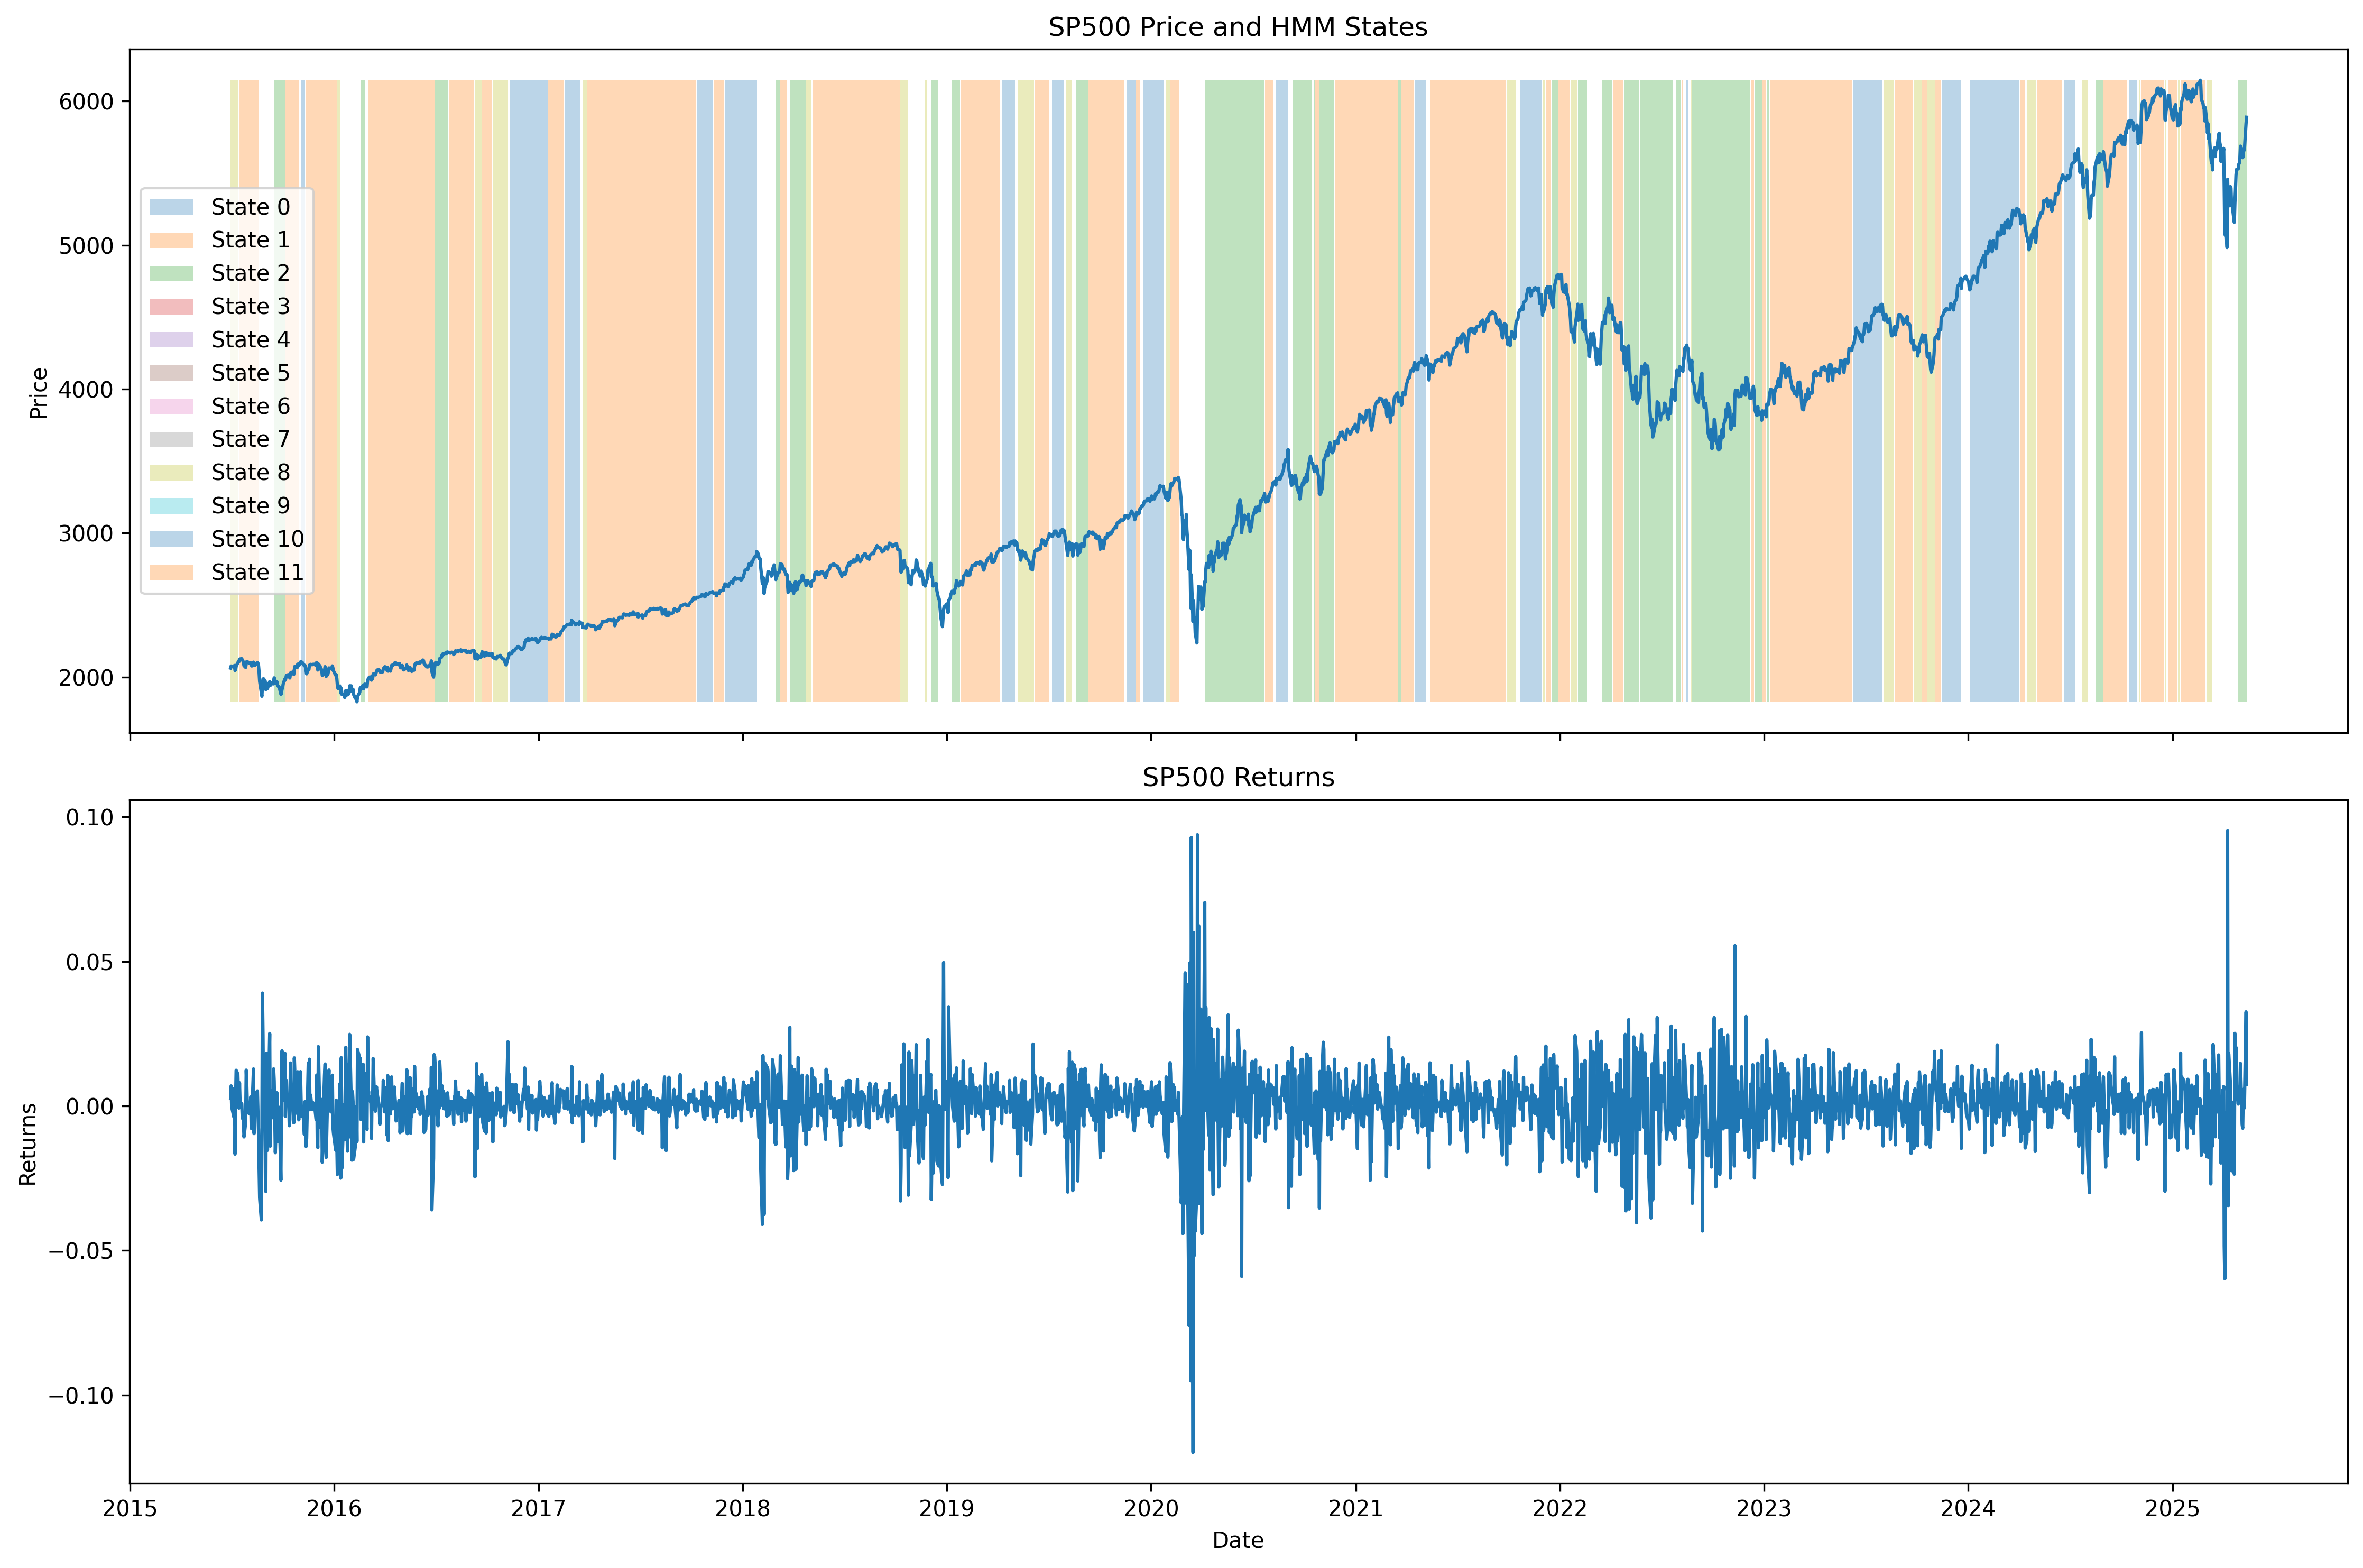 SP500 Price and HMM States
6000
5000
4000
3000
2000
Price
State 0
State 1
State 2
State 3
State 4
State 5
State 6
State 7
State 8
State 9
State 10
State 11
SP500 Returns
0.10
0.05
0.00
−0.05
−0.10
Returns
2015 2016 2017 2018 2019 2020 2021 2022 2023 2024 2025
Date